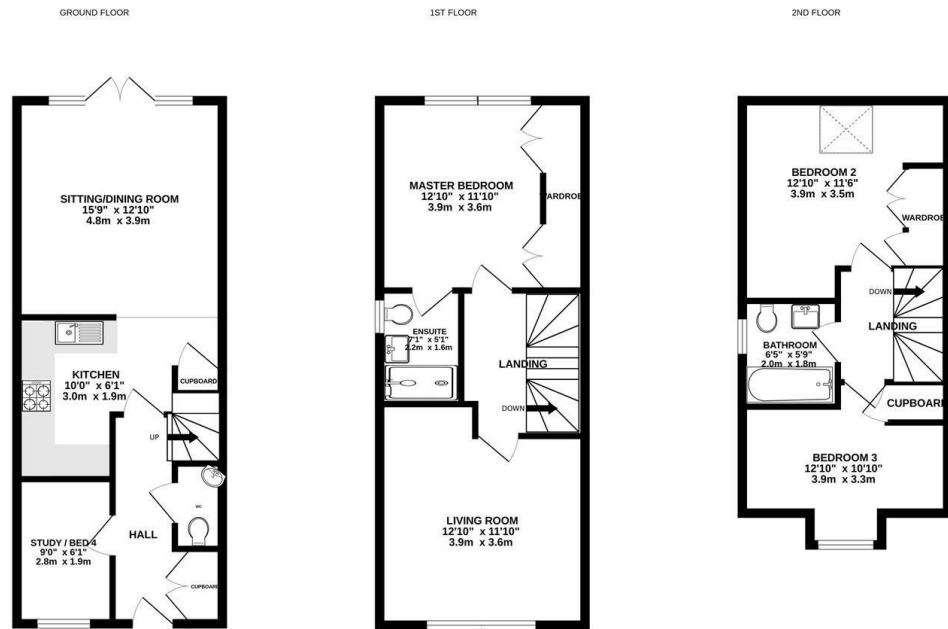 GROUND FLOOR
SITTING/DINING ROOM
15'9" x 12'10"
4.8m x 3.9m
KITCHEN
10'0" x 6'1"
3.0m x 1.9m
CUPBOARD
UP
WC
HALL
STUDY / BED 4
9'0" x 6'1"
2.8m x 1.9m
CUPBOARD
1ST FLOOR
MASTER BEDROOM
12'10" x 11'10"
3.9m x 3.6m
WARDROBE
ENSUITE
7'1" x 5'1"
2.2m x 1.6m
LANDING
DOWN
LIVING ROOM
12'10" x 11'10"
3.9m x 3.6m
2ND FLOOR
BEDROOM 2
12'10" x 11'6"
3.9m x 3.5m
WARDROBE
DOWN
LANDING
BATHROOM
6'5" x 5'9"
2.0m x 1.8m
CUPBOARD
BEDROOM 3
12'10" x 10'10"
3.9m x 3.3m